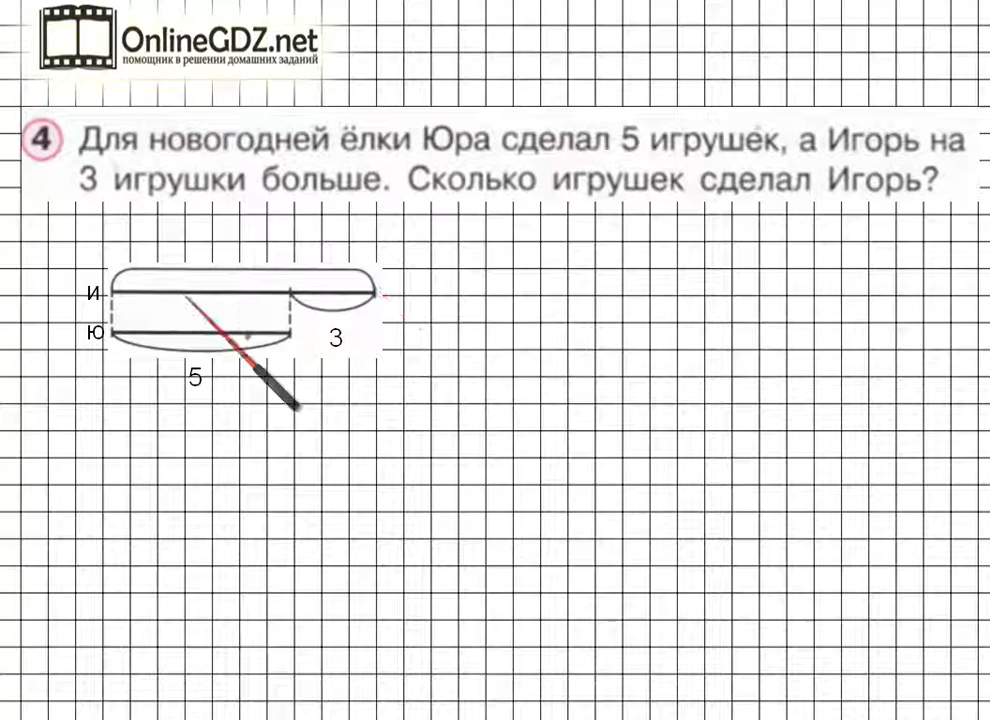 OnlineGDZ.net
помощник в решении домашних заданий
4 Для новогодней ёлки Юра сделал 5 игрушек, а Игорь на
3 игрушки больше. Сколько игрушек сделал Игорь?
И
Ю
3
5